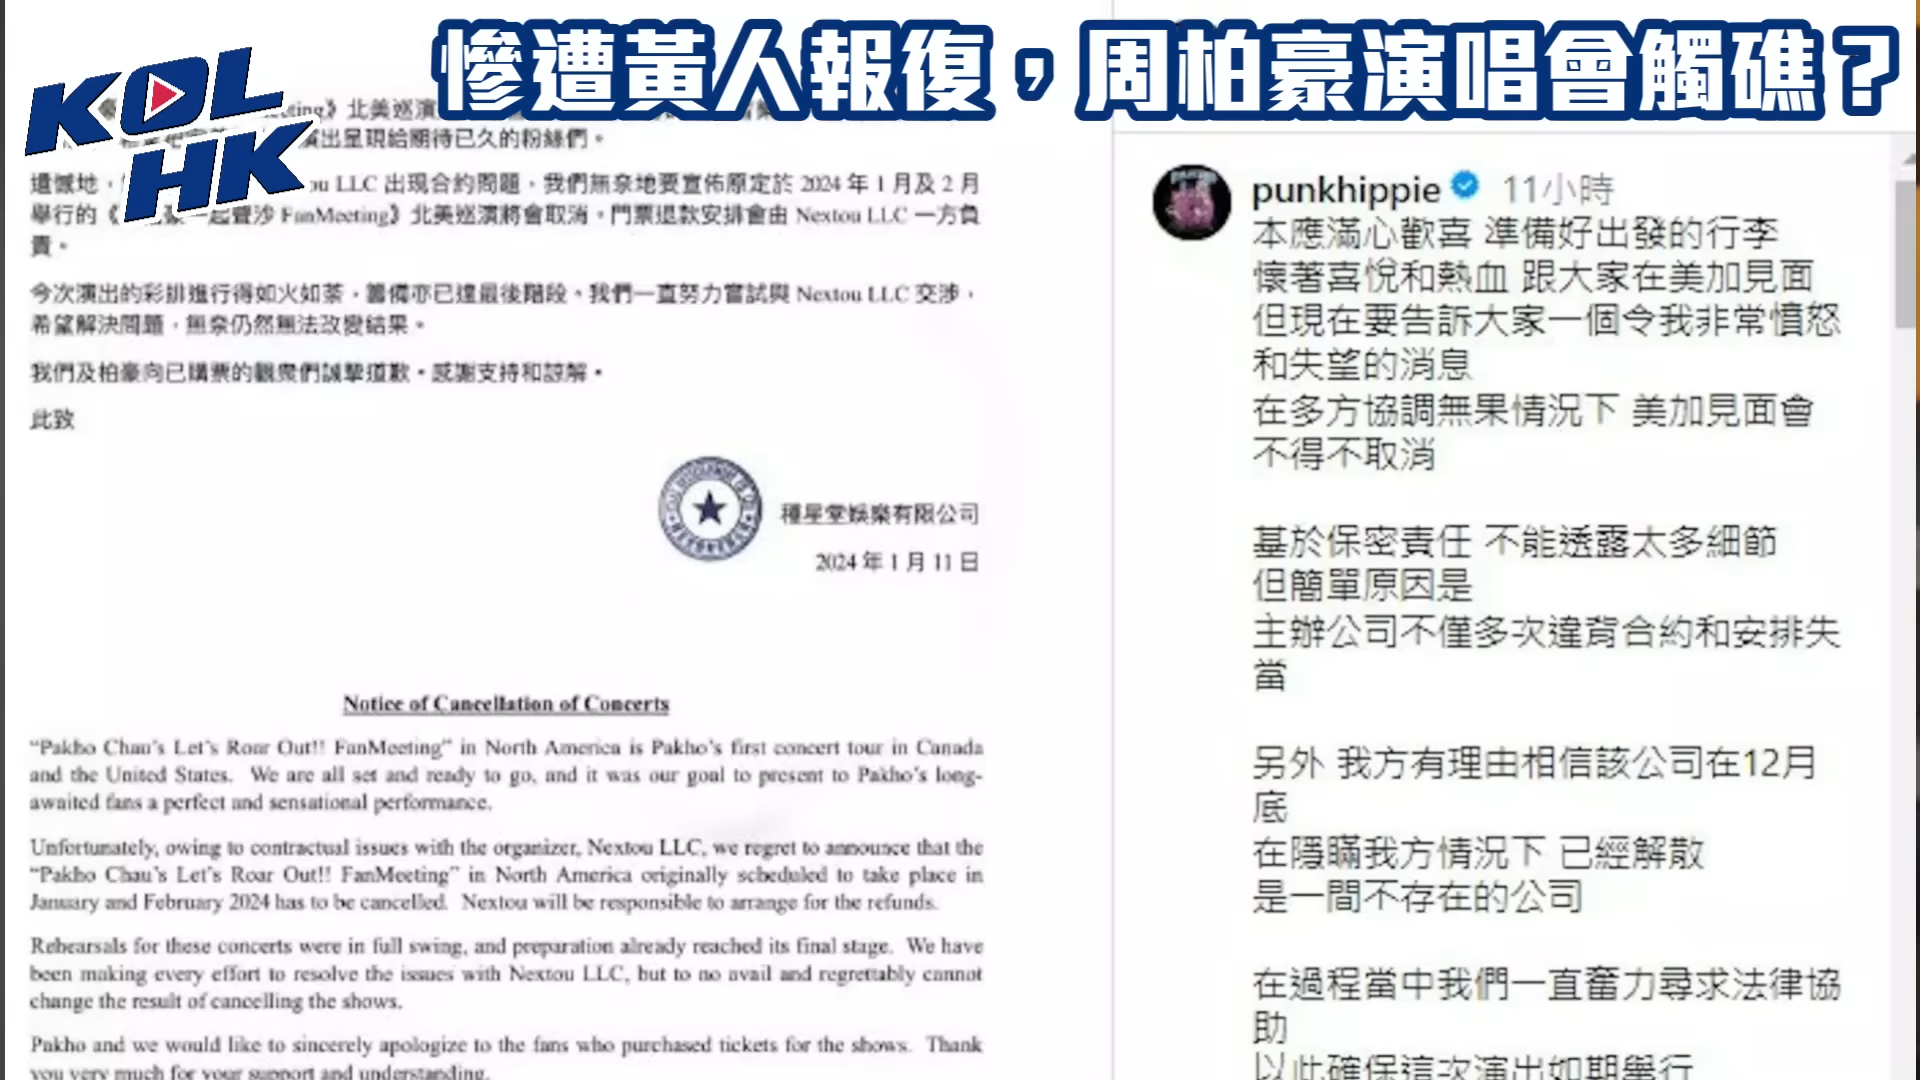 慘遭黃人報復，周柏豪演唱會觸礁？
KOL
HK
北美巡演
演出呈現給期待已久的粉絲們。
遺憾地，
ou LLC 出現合約問題，我們無奈地要宣佈原定於 2024 年 1 月及 2 月
舉行的《
一起聲沙 FanMeeting》北美巡演將會取消。門票退款安排會由 Nextou LLC 一方負
責。
今次演出的彩排進行得如火如荼，籌備亦已達最後階段。我們一直努力嘗試與 Nextou LLC 交涉，
希望解決問題，無奈仍然無法改變結果。
我們及柏豪向已購票的觀眾們誠摯道歉。感謝支持和諒解。
此致
種星堂娛樂有限公司
2024 年 1 月 11 日
Notice of Cancellation of Concerts
“Pakho Chau’s Let’s Roar Out!! FanMeeting” in North America is Pakho’s first concert tour in Canada
and the United States. We are all set and ready to go, and it was our goal to present to Pakho’s long-
awaited fans a perfect and sensational performance.
Unfortunately, owing to contractual issues with the organizer, Nextou LLC, we regret to announce that the
“Pakho Chau’s Let’s Roar Out!! FanMeeting” in North America originally scheduled to take place in
January and February 2024 has to be cancelled. Nextou will be responsible to arrange for the refunds.
Rehearsals for these concerts were in full swing, and preparation already reached its final stage. We have
been making every effort to resolve the issues with Nextou LLC, but to no avail and regrettably cannot
change the result of cancelling the shows.
Pakho and we would like to sincerely apologize to the fans who purchased tickets for the shows. Thank
you very much for your support and understanding.
punkhippie 11小時
本應滿心歡喜 準備好出發的行李
懷著喜悅和熱血 跟大家在美加見面
但現在要告訴大家一個令我非常憤怒
和失望的消息
在多方協調無果情況下 美加見面會
不得不取消
基於保密責任 不能透露太多細節
但簡單原因是
主辦公司不僅多次違背合約和安排失
當
另外 我方有理由相信該公司在12月
底
在隱瞞我方情況下 已經解散
是一間不存在的公司
在過程當中我們一直奮力尋求法律協
助
以此確保這次演出如期舉行